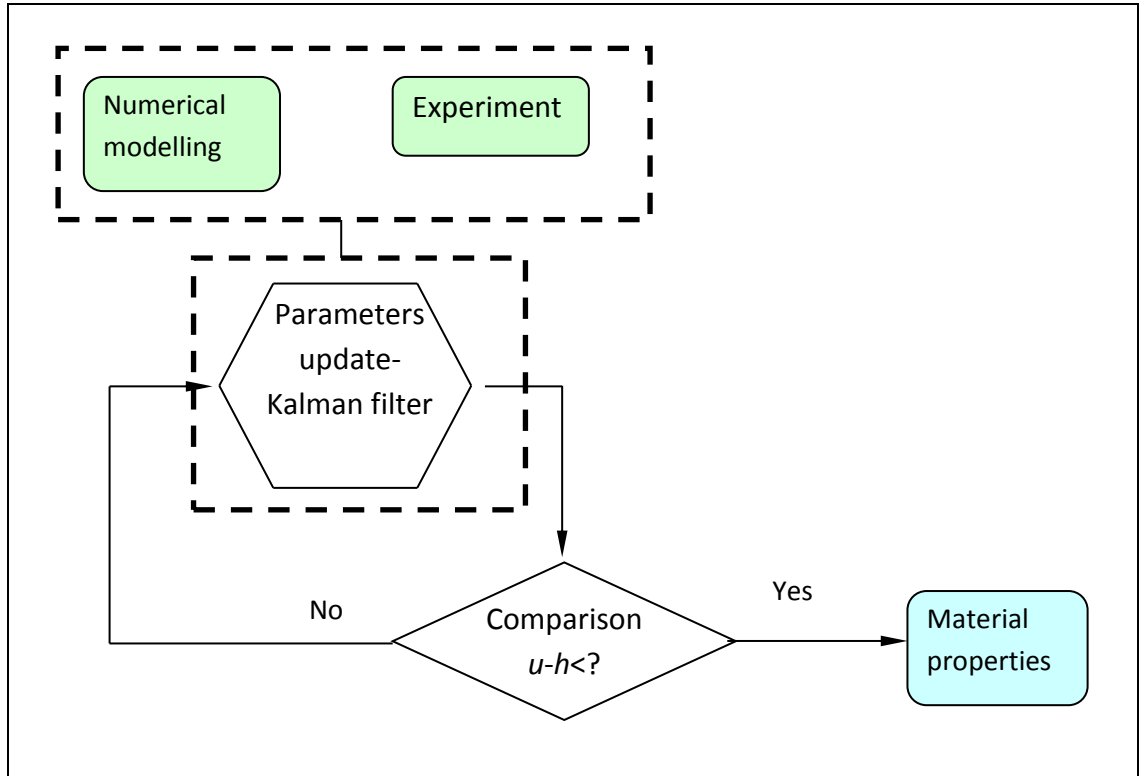 Numerical
modelling
Experiment
Parameters
update-
Kalman filter
No
Comparison
u-h<?
Yes
Material
properties